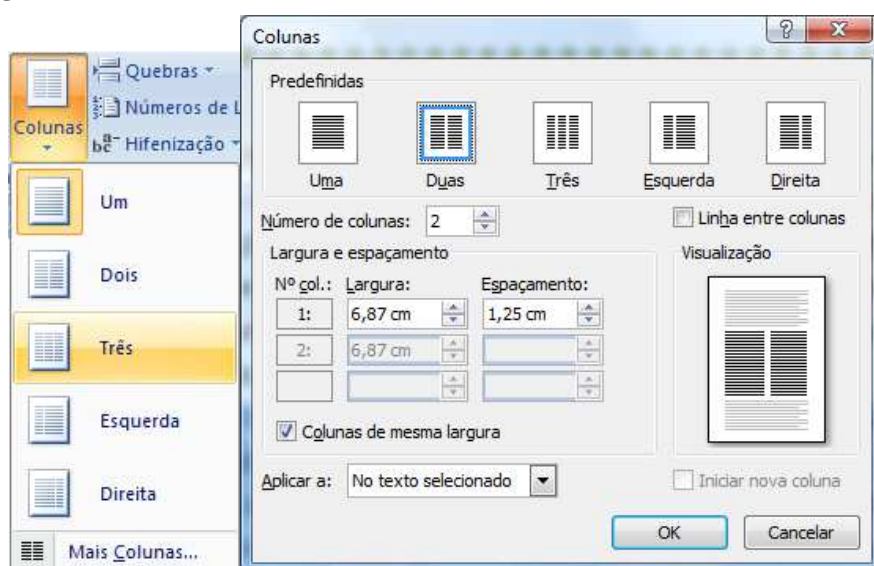 Quebras
Números de L
Colunas
Hifenização
Um
Dois
Três
Esquerda
Direita
Mais Colunas...
Colunas
Predefinidas
Uma Duas Três Esquerda Direita
Número de colunas: 2
Linha entre colunas
Largura e espaçamento
Visualização
Nº col.: Largura: Espaçamento:
1: 6,87 cm 1,25 cm
2: 6,87 cm
Colunas de mesma largura
Aplicar a: No texto selecionado
Iniciar nova coluna
OK Cancelar